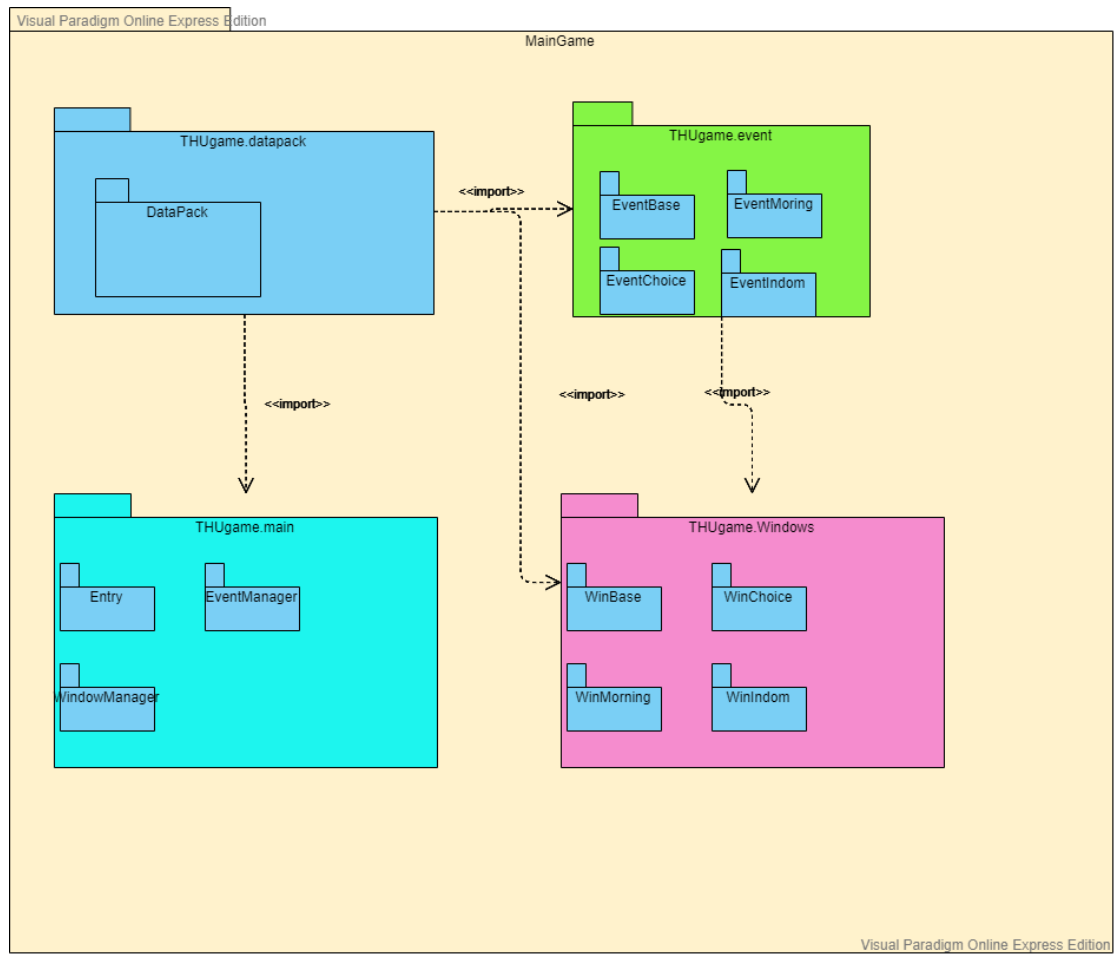 Visual Paradigm Online Express Edition
MainGame
THUgame.datapack
DataPack
<<import>>
THUgame.event
EventBase
EventMoring
EventChoice
EventIndom
<<import>>
<<import>>
<<import>>
THUgame.main
Entry
EventManager
WindowManager
THUgame.Windows
WinBase
WinChoice
WinMorning
WinIndom
Visual Paradigm Online Express Edition